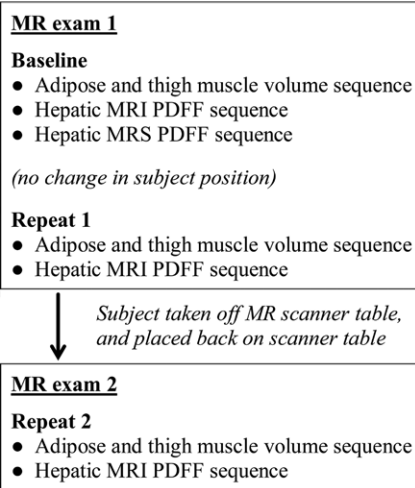 MR exam 1
Baseline
● Adipose and thigh muscle volume sequence
● Hepatic MRI PDFF sequence
● Hepatic MRS PDFF sequence
(no change in subject position)
Repeat 1
● Adipose and thigh muscle volume sequence
● Hepatic MRI PDFF sequence
Subject taken off MR scanner table,
and placed back on scanner table
MR exam 2
Repeat 2
● Adipose and thigh muscle volume sequence
● Hepatic MRI PDFF sequence